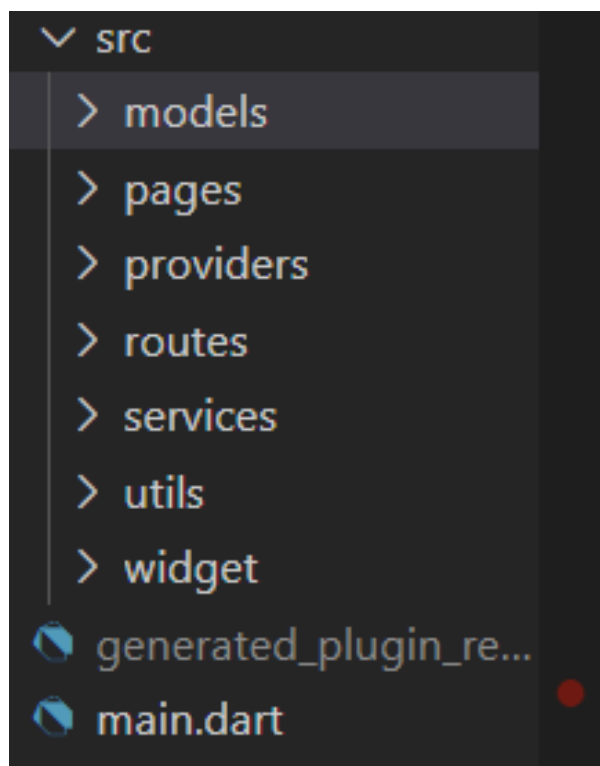 src
models
pages
providers
routes
services
utils
widget
generated_plugin_re...
main.dart